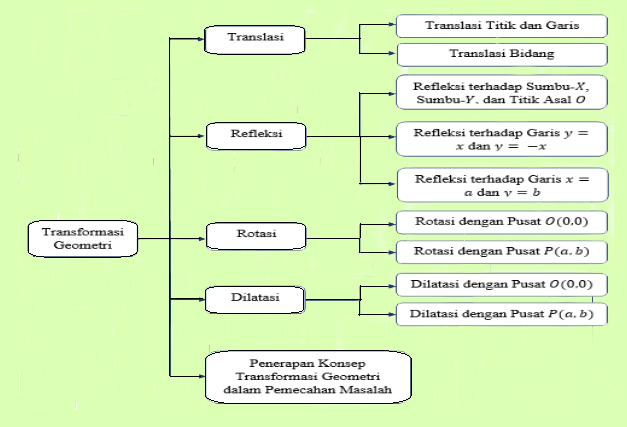 Transformasi
Geometri
Translasi
Translasi Titik dan Garis
Translasi Bidang
Refleksi
Refleksi terhadap Sumbu-X,
Sumbu-Y, dan Titik Asal O
Refleksi terhadap Garis y =
x dan y = −x
Refleksi terhadap Garis x =
a dan y = b
Rotasi
Rotasi dengan Pusat O(0,0)
Rotasi dengan Pusat P(a, b)
Dilatasi
Dilatasi dengan Pusat O(0,0)
Dilatasi dengan Pusat P(a, b)
Penerapan Konsep
Transformasi Geometri
dalam Pemecahan Masalah